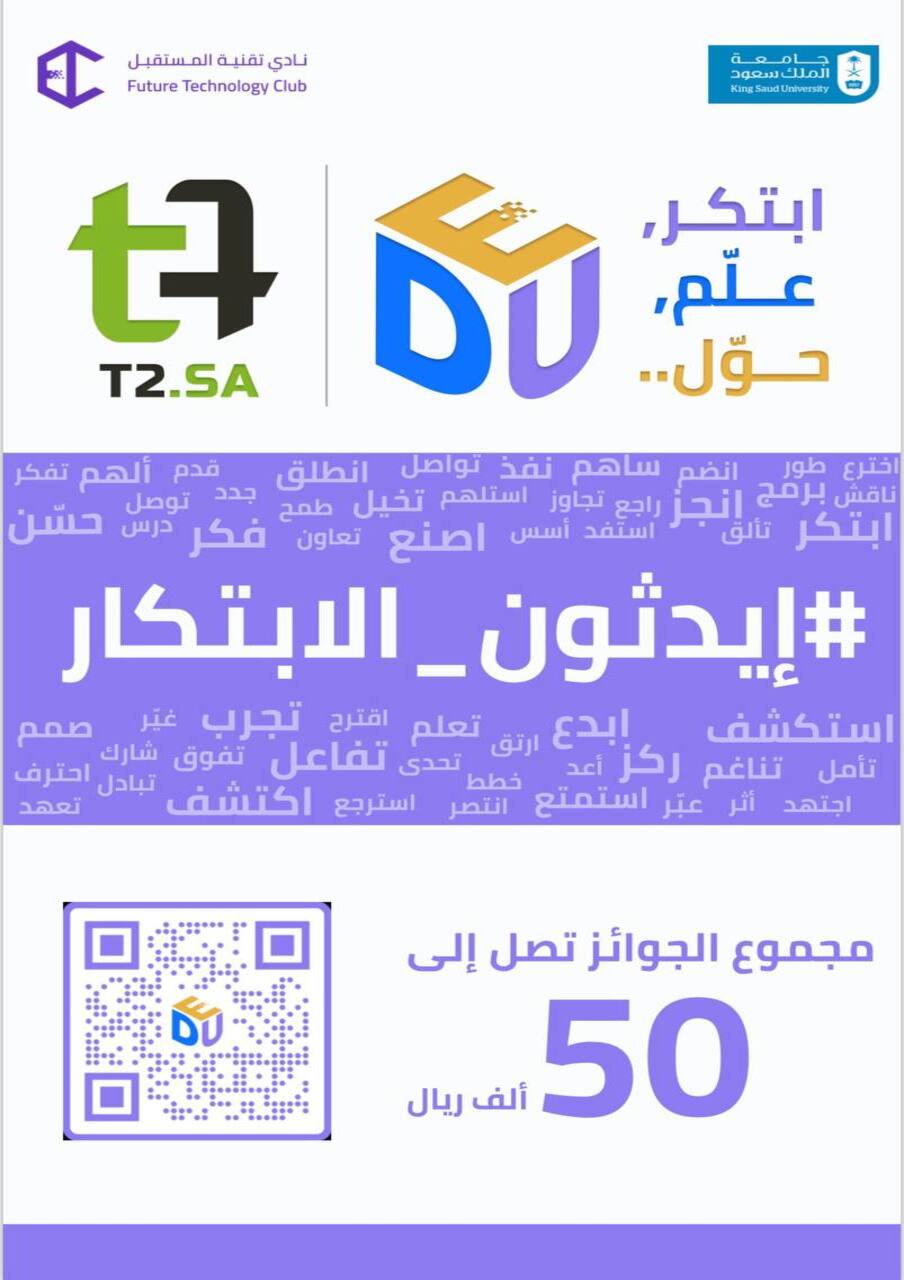 نادي تقنية المستقبل
Future Technology Club
جامعة
الملك سعود
King Saud University
ابتكر,
علّم,
حوّل..
EDU
t2
T2.SA
اخترع طور انضم ساهم نفذ تواصل انطلق قدم ألهم تفكر
ناقش برمج انجز راجع تجاوز استلهم تخيل طمح جدد توصل
ابتكر تألق استفد أسس اصنع تعاون فكر درس حسّن
#إيدثون_الابتكار
استكشف ابدع ارتق تعلم اقترح تجرب غيّر صمم
تأمل تناغم ركز أعد خطط تحدى تفاعل تفوق شارك احترف
اجتهد أثر عبّر استمتع انتصر استرجع اكتشف تبادل تعهد
مجموع الجوائز تصل إلى
50
ألف ريال
EDU